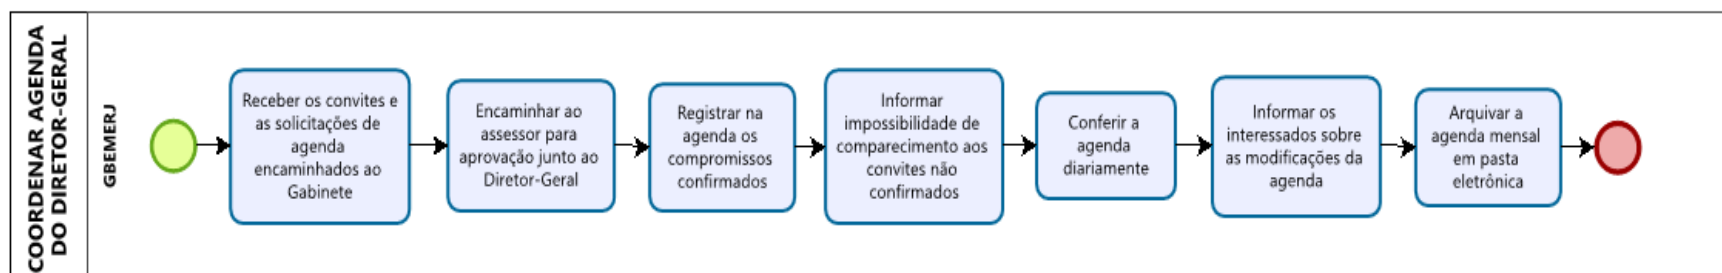 COORDENAR AGENDA
DO DIRETOR-GERAL
GBEMERJ
Receber os convites e
as solicitações de
agenda
encaminhados ao
Gabinete
Encaminhar ao
assessor para
aprovação junto ao
Diretor-Geral
Registrar na
agenda os
compromissos
confirmados
Informar
impossibilidade de
comparecimento aos
convites não
confirmados
Conferir a
agenda
diariamente
Informar os
interessados sobre
as modificações da
agenda
Arquivar a
agenda mensal
em pasta
eletrônica